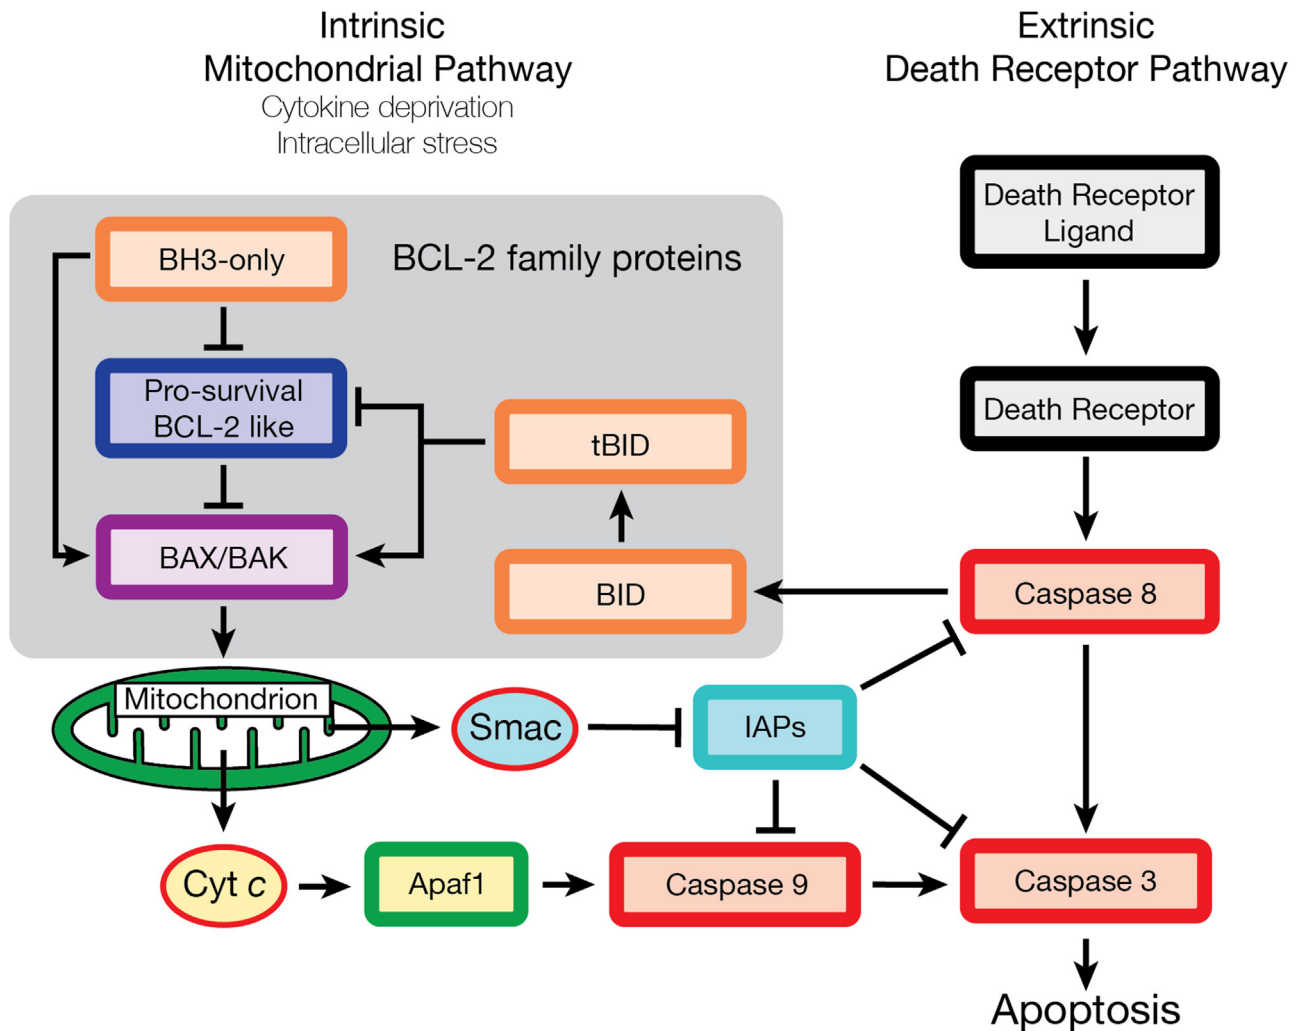 Intrinsic
Mitochondrial Pathway
Cytokine deprivation
Intracellular stress
Extrinsic
Death Receptor Pathway
BH3-only
BCL-2 family proteins
Death Receptor
Ligand
Pro-survival
BCL-2 like
tBID
Death Receptor
BAX/BAK
BID
Caspase 8
Mitochondrion
Smac
IAPs
Cyt c
Apaf1
Caspase 9
Caspase 3
Apoptosis